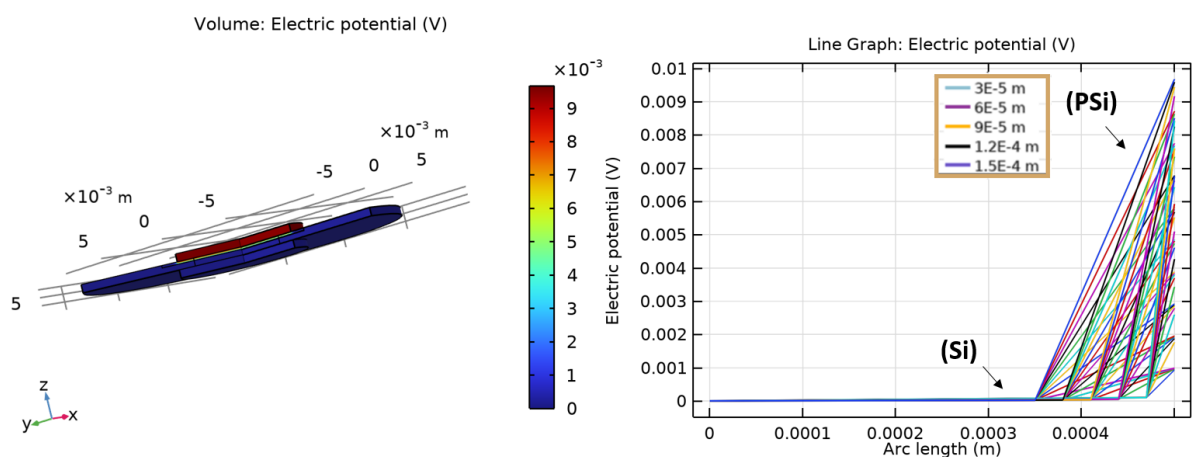 Volume: Electric potential (V)
×10⁻³
9
8
7
6
5
4
3
2
1
0
×10⁻³ m
5
0
-5
×10⁻³ m
-5
0
5
5
z
y
x
Line Graph: Electric potential (V)
0.01
0.009
0.008
0.007
0.006
0.005
0.004
0.003
0.002
0.001
0
Electric potential (V)
3E-5 m
6E-5 m
9E-5 m
1.2E-4 m
1.5E-4 m
(PSi)
(Si)
0 0.0001 0.0002 0.0003 0.0004
Arc length (m)